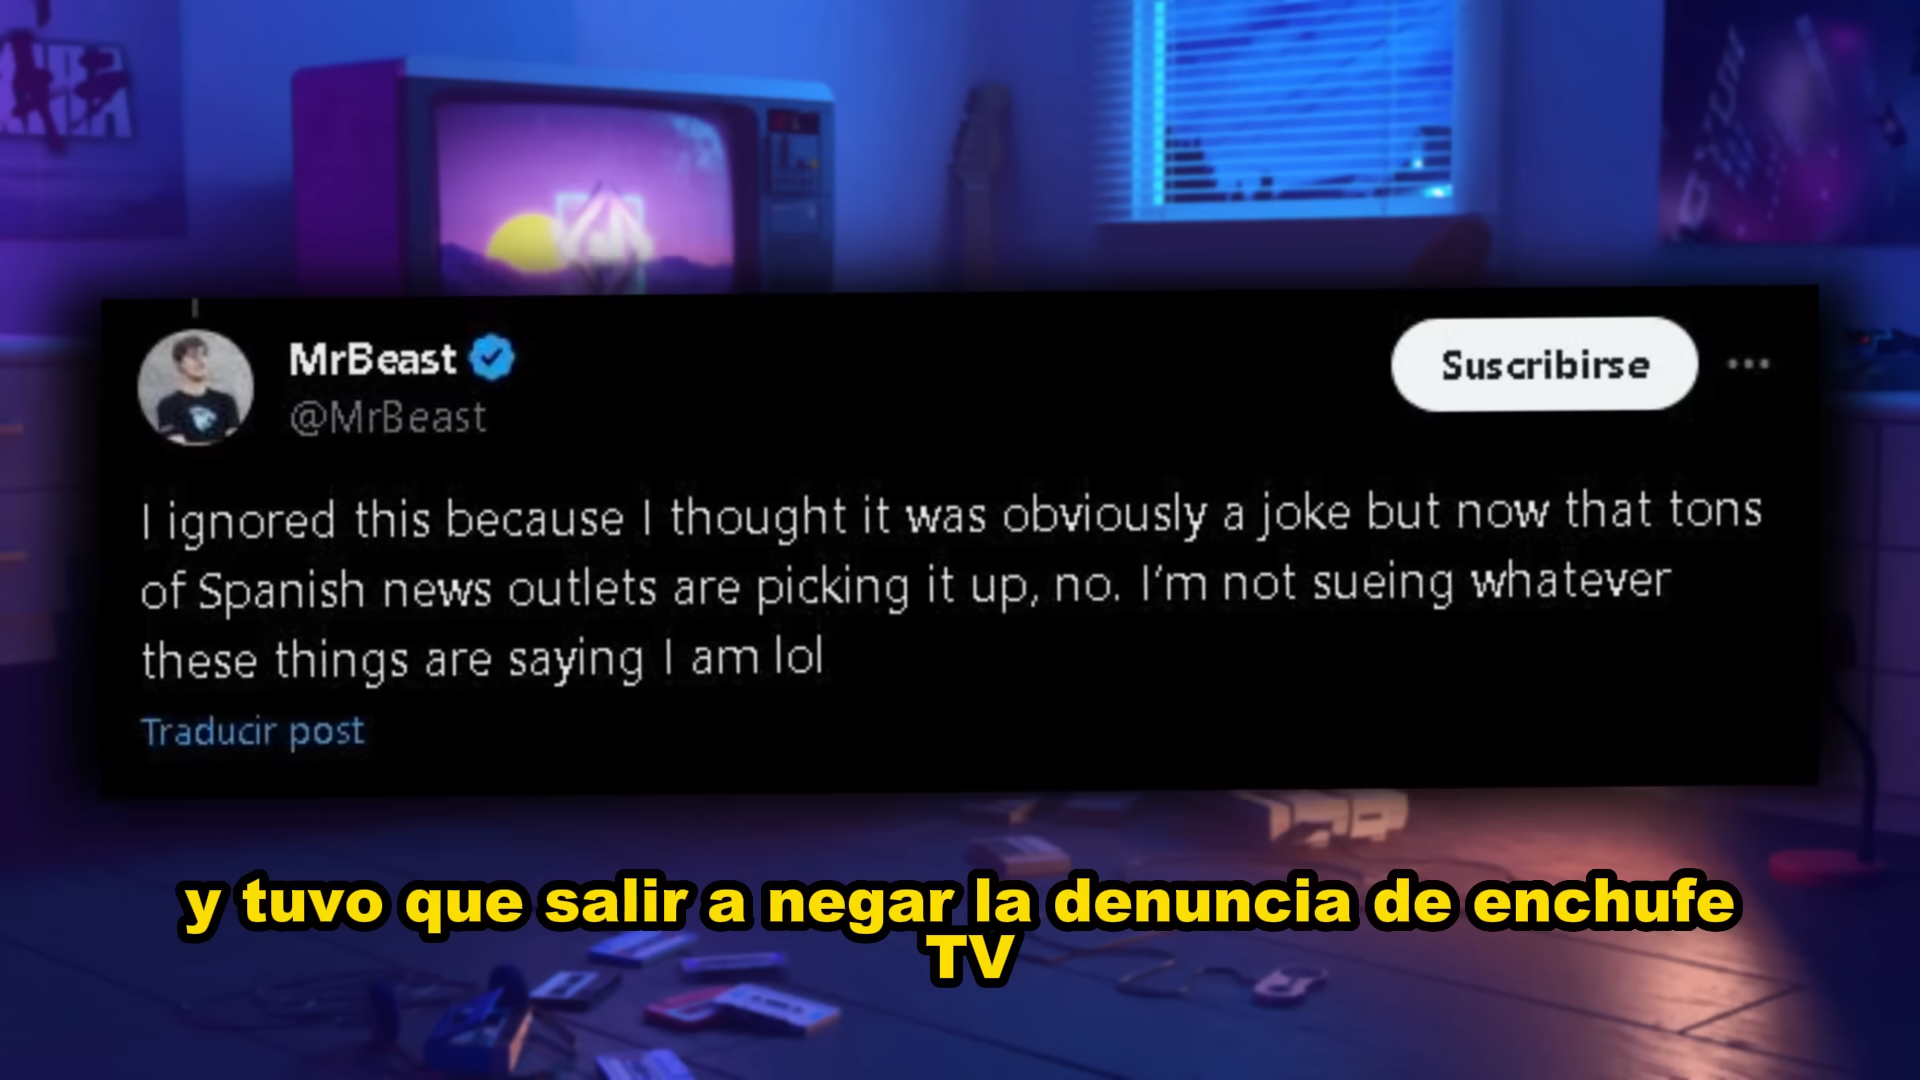 MrBeast
@MrBeast
Suscribirse
I ignored this because I thought it was obviously a joke but now that tons
of Spanish news outlets are picking it up, no. I'm not sueing whatever
these things are saying I am lol
Traducir post
y tuvo que salir a negar la denuncia de enchufe
TV